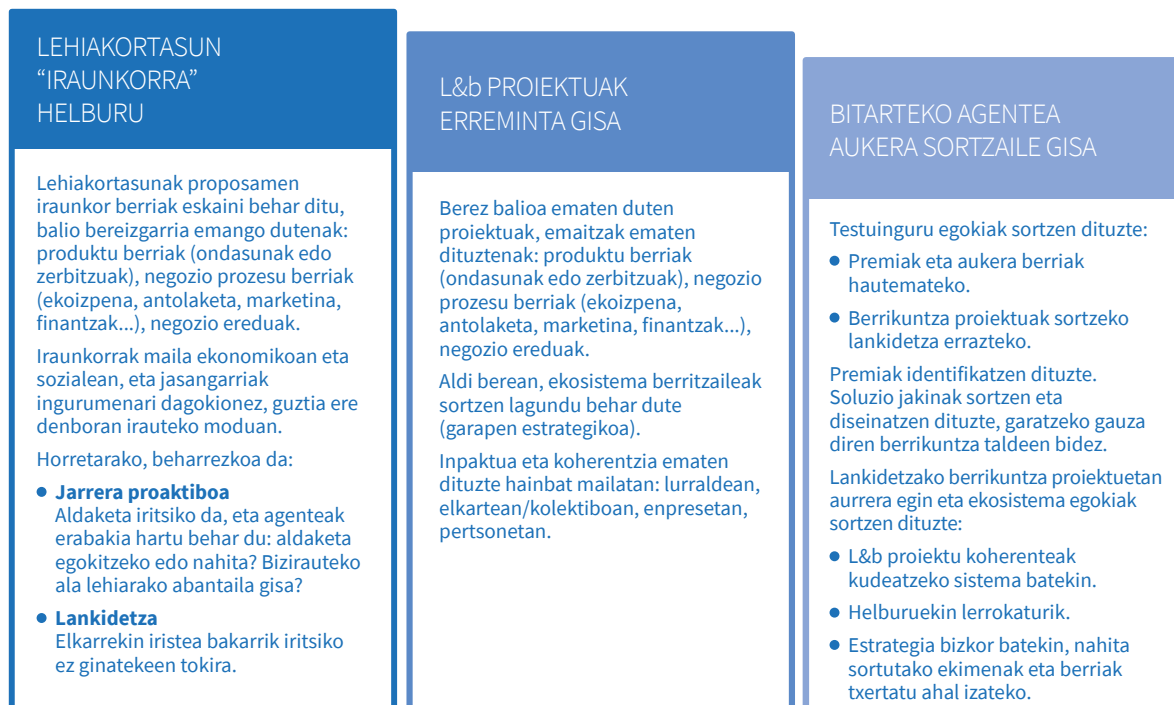 LEHIAKORTASUN
“IRAUNKORRA”
HELBURU
Lehiakortasunak proposamen
iraunkor berriak eskaini behar ditu,
balio bereizgarria emango dutenak:
produktu berriak (ondasunak edo
zerbitzuak), negozio prozesu berriak
(ekoizpena, antolaketa, marketina,
finantzak...), negozio ereduak.
Iraunkorrak maila ekonomikoan eta
sozialean, eta jasangarriak
ingurumenari dagokionez, guztia ere
denboran irauteko moduan.
Horretarako, beharrezkoa da:
• Jarrera proaktiboa
Aldaketa iritsiko da, eta agenteak
erabakia hartu behar du: aldaketa
egokitzeko edo nahita? Bizirauteko
ala lehiarako abantaila gisa?
• Lankidetza
Elkarrekin iristea bakarrik iritsiko
ez ginatekeen tokira.
L&b PROIEKTUAK
ERREMINTA GISA
Berez balioa ematen duten
proiektuak, emaitzak ematen
dituztenak: produktu berriak
(ondasunak edo zerbitzuak), negozio
prozesu berriak (ekoizpena,
antolaketa, marketina, finantzak...),
negozio ereduak.
Aldi berean, ekosistema berritzaileak
sortzen lagundu behar dute
(garapen estrategikoa).
Inpaktua eta koherentzia ematen
dituzte hainbat mailatan: lurraldean,
elkartean/kolektiboan, enpresetan,
pertsonetan.
BITARTEKO AGENTEA
AUKERA SORTZAILE GISA
Testuinguru egokiak sortzen dituzte:
• Premiak eta aukera berriak
hautemateko.
• Berrikuntza proiektuak sortzeko
lankidetza errazteko.
Premiak identifikatzen dituzte.
Soluzio jakinak sortzen eta
diseinatzen dituzte, garatzeko gauza
diren berrikuntza taldeen bidez.
Lankidetzako berrikuntza proiektuetan
aurrera egin eta ekosistema egokiak
sortzen dituzte:
• L&b proiektu koherenteak
kudeatzeko sistema batekin.
• Helburuekin lerrokaturik.
• Estrategia bizkor batekin, nahita
sortutako ekimenak eta berriak
txertatu ahal izateko.